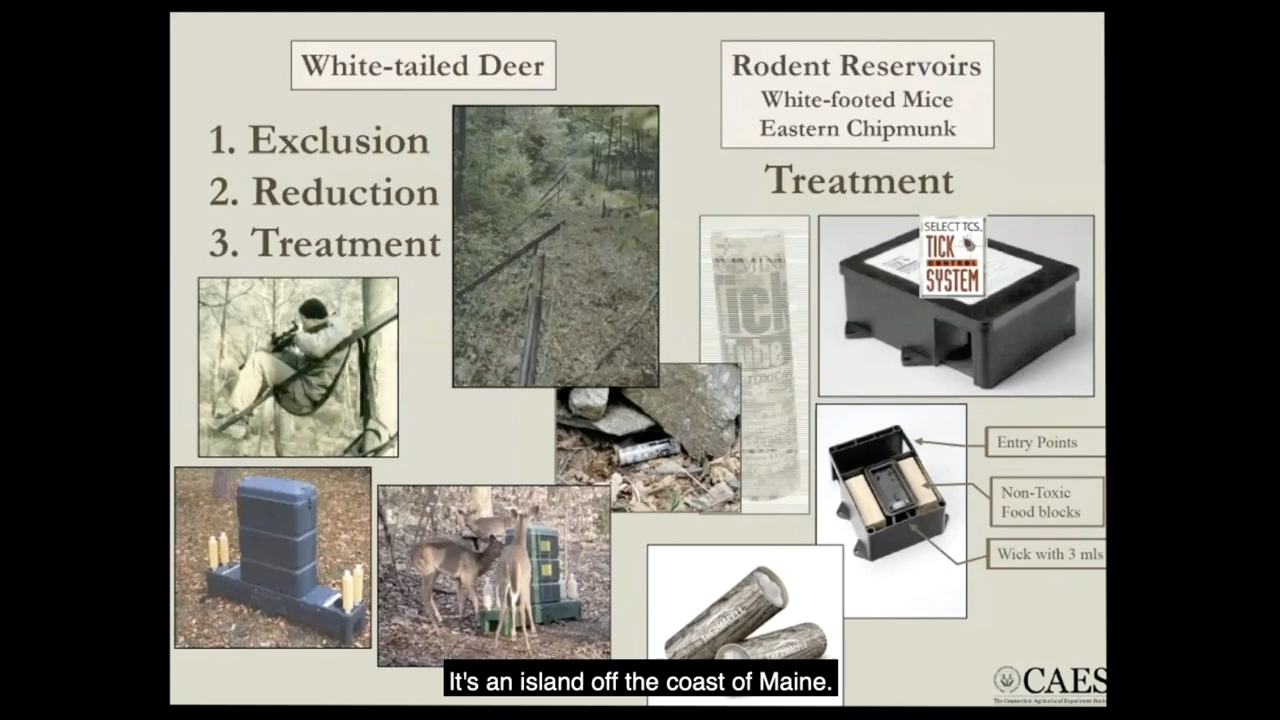 White-tailed Deer
1. Exclusion
2. Reduction
3. Treatment
Rodent Reservoirs
White-footed Mice
Eastern Chipmunk
Treatment
SELECT TCS.
TICK
CONTROL
SYSTEM
Entry Points
Non-Toxic
Food blocks
Wick with 3 mls
THERMACELL
It's an island off the coast of Maine.
CAES